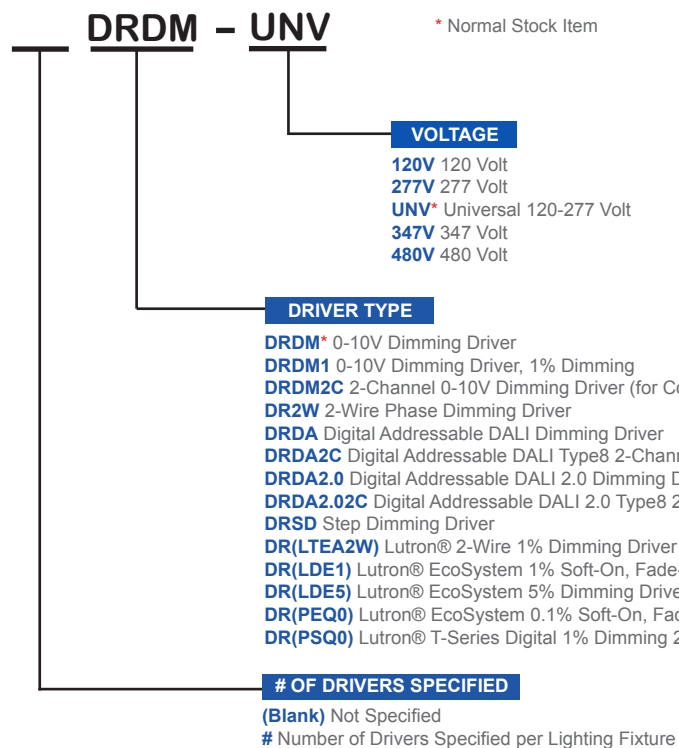 DRDM – UNV
* Normal Stock Item
VOLTAGE
120V 120 Volt
277V 277 Volt
UNV* Universal 120-277 Volt
347V 347 Volt
480V 480 Volt
DRIVER TYPE
DRDM* 0-10V Dimming Driver
DRDM1 0-10V Dimming Driver, 1% Dimming
DRDM2C 2-Channel 0-10V Dimming Driver (for
DR2W 2-Wire Phase Dimming Driver
DRDA Digital Addressable DALI Dimming Driver
DRDA2C Digital Addressable DALI Type8
DRDA2.0 Digital Addressable DALI 2.0 Dimming
DRDA2.02C Digital Addressable DALI 2.0 Type8
DRSD Step Dimming Driver
DR(LTEA2W) Lutron® 2-Wire 1% Dimming Driver
DR(LDE1) Lutron® EcoSystem 1% Soft-On,
DR(LDE5) Lutron® EcoSystem 5% Dimming
DR(PEQ0) Lutron® EcoSystem 0.1% Soft-On,
DR(PSQ0) Lutron® T-Series Digital 1% Dimming
# OF DRIVERS SPECIFIED
(Blank) Not Specified
# Number of Drivers Specified per Lighting Fixture